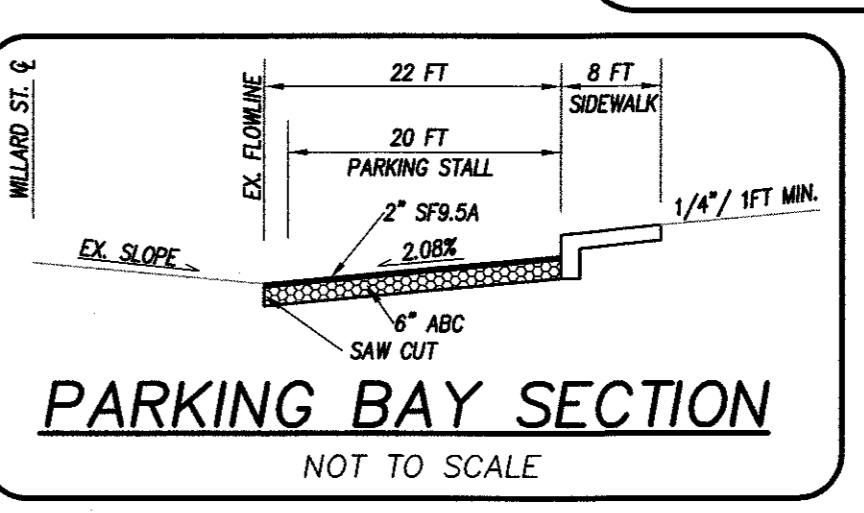 WILLARD ST. ℄
EX. FLOWLINE
22 FT
8 FT
SIDEWALK
20 FT
PARKING STALL
2" SF9.5A
1/4"/ 1FT MIN.
EX. SLOPE
2.08%
6" ABC
SAW CUT
PARKING BAY SECTION
NOT TO SCALE